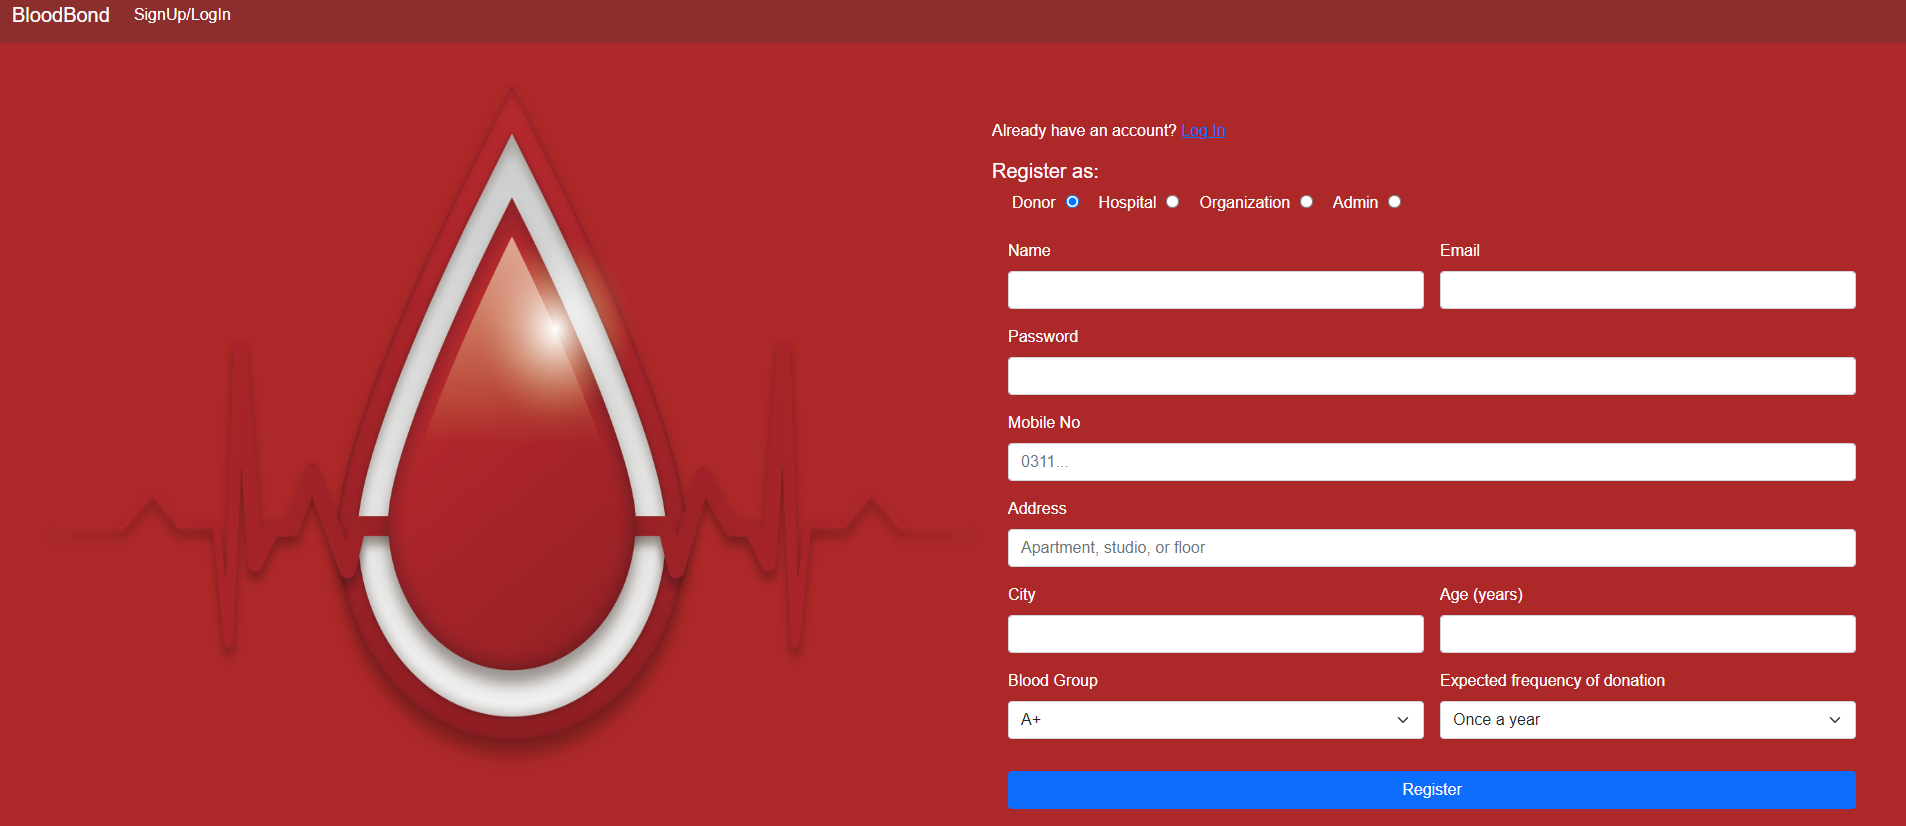 BloodBond SignUp/LogIn
Already have an account? Log In
Register as:
Donor Hospital Organization Admin
Name Email
Password
Mobile No
0311...
Address
Apartment, studio, or floor
City Age (years)
Blood Group Expected frequency of donation
A+ Once a year
Register